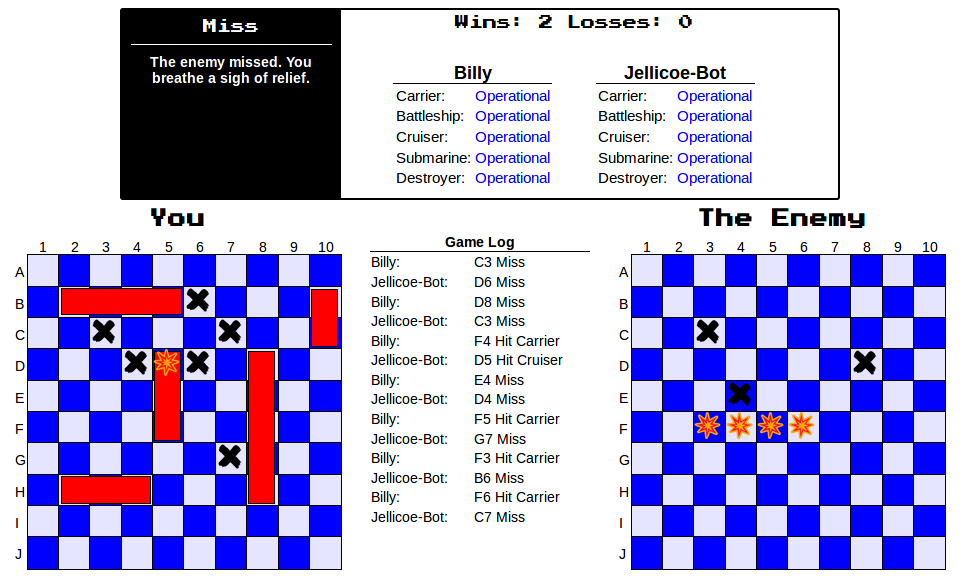 Miss
The enemy missed. You
breathe a sigh of relief.
Wins: 2 Losses: 0
Billy
Carrier: Operational
Battleship: Operational
Cruiser: Operational
Submarine: Operational
Destroyer: Operational
Jellicoe-Bot
Carrier: Operational
Battleship: Operational
Cruiser: Operational
Submarine: Operational
Destroyer: Operational
You
1 2 3 4 5 6 7 8 9 10
A
B
C
D
E
F
G
H
I
J
Game Log
Billy: C3 Miss
Jellicoe-Bot: D6 Miss
Billy: D8 Miss
Jellicoe-Bot: C3 Miss
Billy: F4 Hit Carrier
Jellicoe-Bot: D5 Hit Cruiser
Billy: E4 Miss
Jellicoe-Bot: D4 Miss
Billy: F5 Hit Carrier
Jellicoe-Bot: G7 Miss
Billy: F3 Hit Carrier
Jellicoe-Bot: B6 Miss
Billy: F6 Hit Carrier
Jellicoe-Bot: C7 Miss
The Enemy
1 2 3 4 5 6 7 8 9 10
A
B
C
D
E
F
G
H
I
J